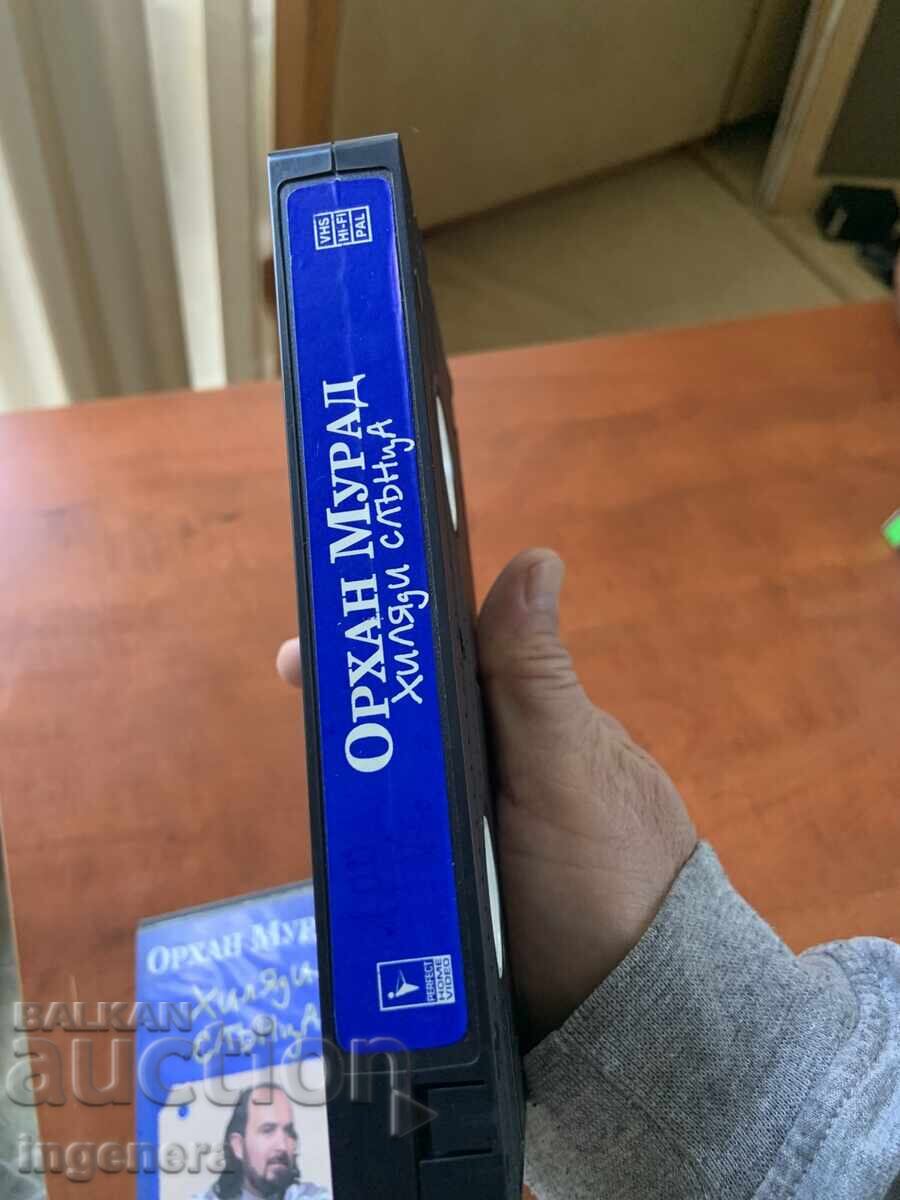 VHS
HI-FI
PAL
ОРХАН МУРАД
ХИЛЯДИ СЛЪНЦА
PERFECT
HOME
VIDEO
ОРХАН МУР
ХИЛЯДИ
СЛЪНЦА
BALKAN
auction
ingenera